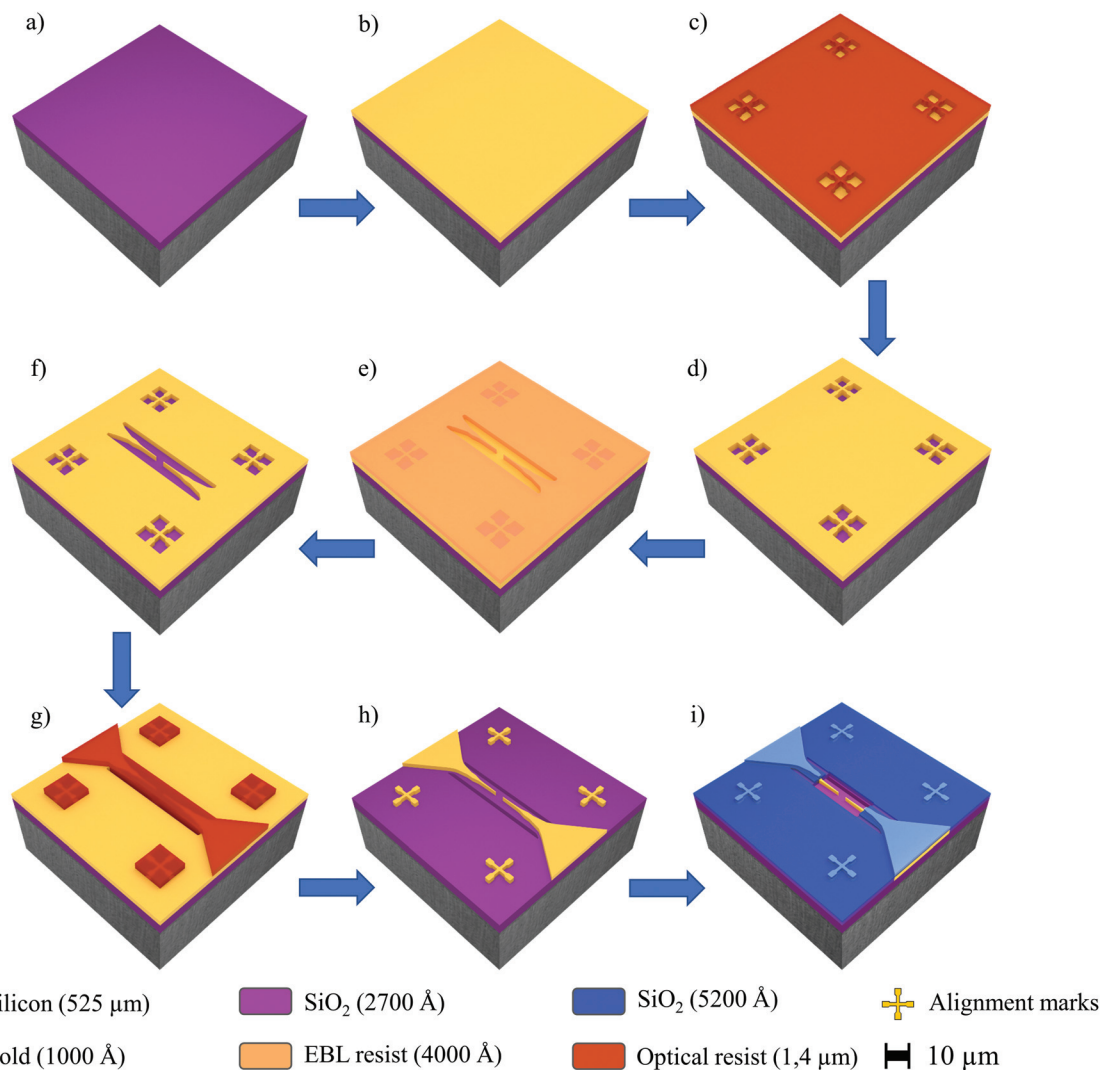 a)
b)
c)
f)
e)
d)
g)
h)
i)
ilicon (525 µm)
SiO₂ (2700 Å)
SiO₂ (5200 Å)
Alignment marks
old (1000 Å)
EBL resist (4000 Å)
Optical resist (1,4 µm)
10 µm